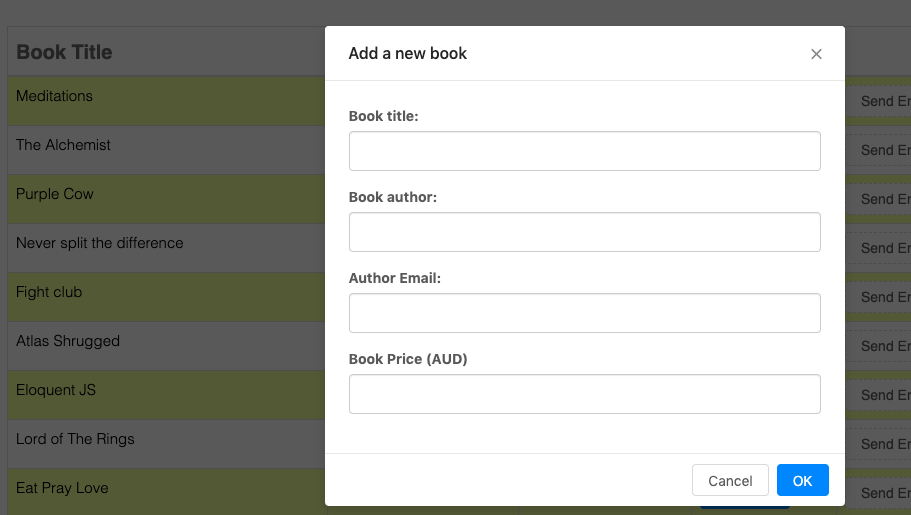 Book Title
Add a new book
Meditations
Send Er
Book title:
The Alchemist
Send Er
Purple Cow
Book author:
Send Er
Never split the difference
Send Er
Author Email:
Fight club
Send Er
Atlas Shrugged
Send Er
Book Price (AUD)
Eloquent JS
Send Er
Lord of The Rings
Send Er
Eat Pray Love
Cancel
OK
Send Er